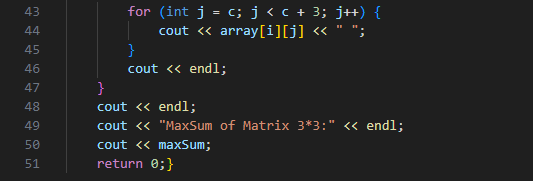 43 for (int j = c; j < c + 3; j++) {
44 cout << array[i][j] << " ";
45 }
46 cout << endl;
47 }
48 cout << endl;
49 cout << "MaxSum of Matrix 3*3:" << endl;
50 cout << maxSum;
51 return 0;}